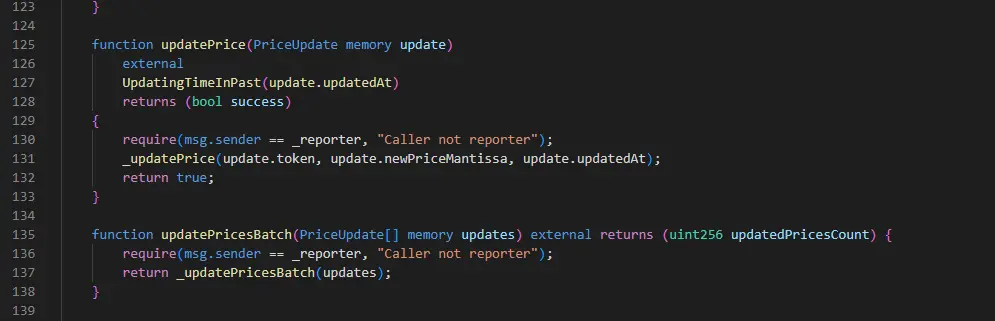 123 }
124
125 function updatePrice(PriceUpdate memory update)
126 external
127 UpdatingTimeInPast(update.updatedAt)
128 returns (bool success)
129 {
130 require(msg.sender == _reporter, "Caller not reporter");
131 _updatePrice(update.token, update.newPriceMantissa, update.updatedAt);
132 return true;
133 }
134
135 function updatePricesBatch(PriceUpdate[] memory updates) external returns (uint256 updatedPricesCount) {
136 require(msg.sender == _reporter, "Caller not reporter");
137 return _updatePricesBatch(updates);
138 }
139